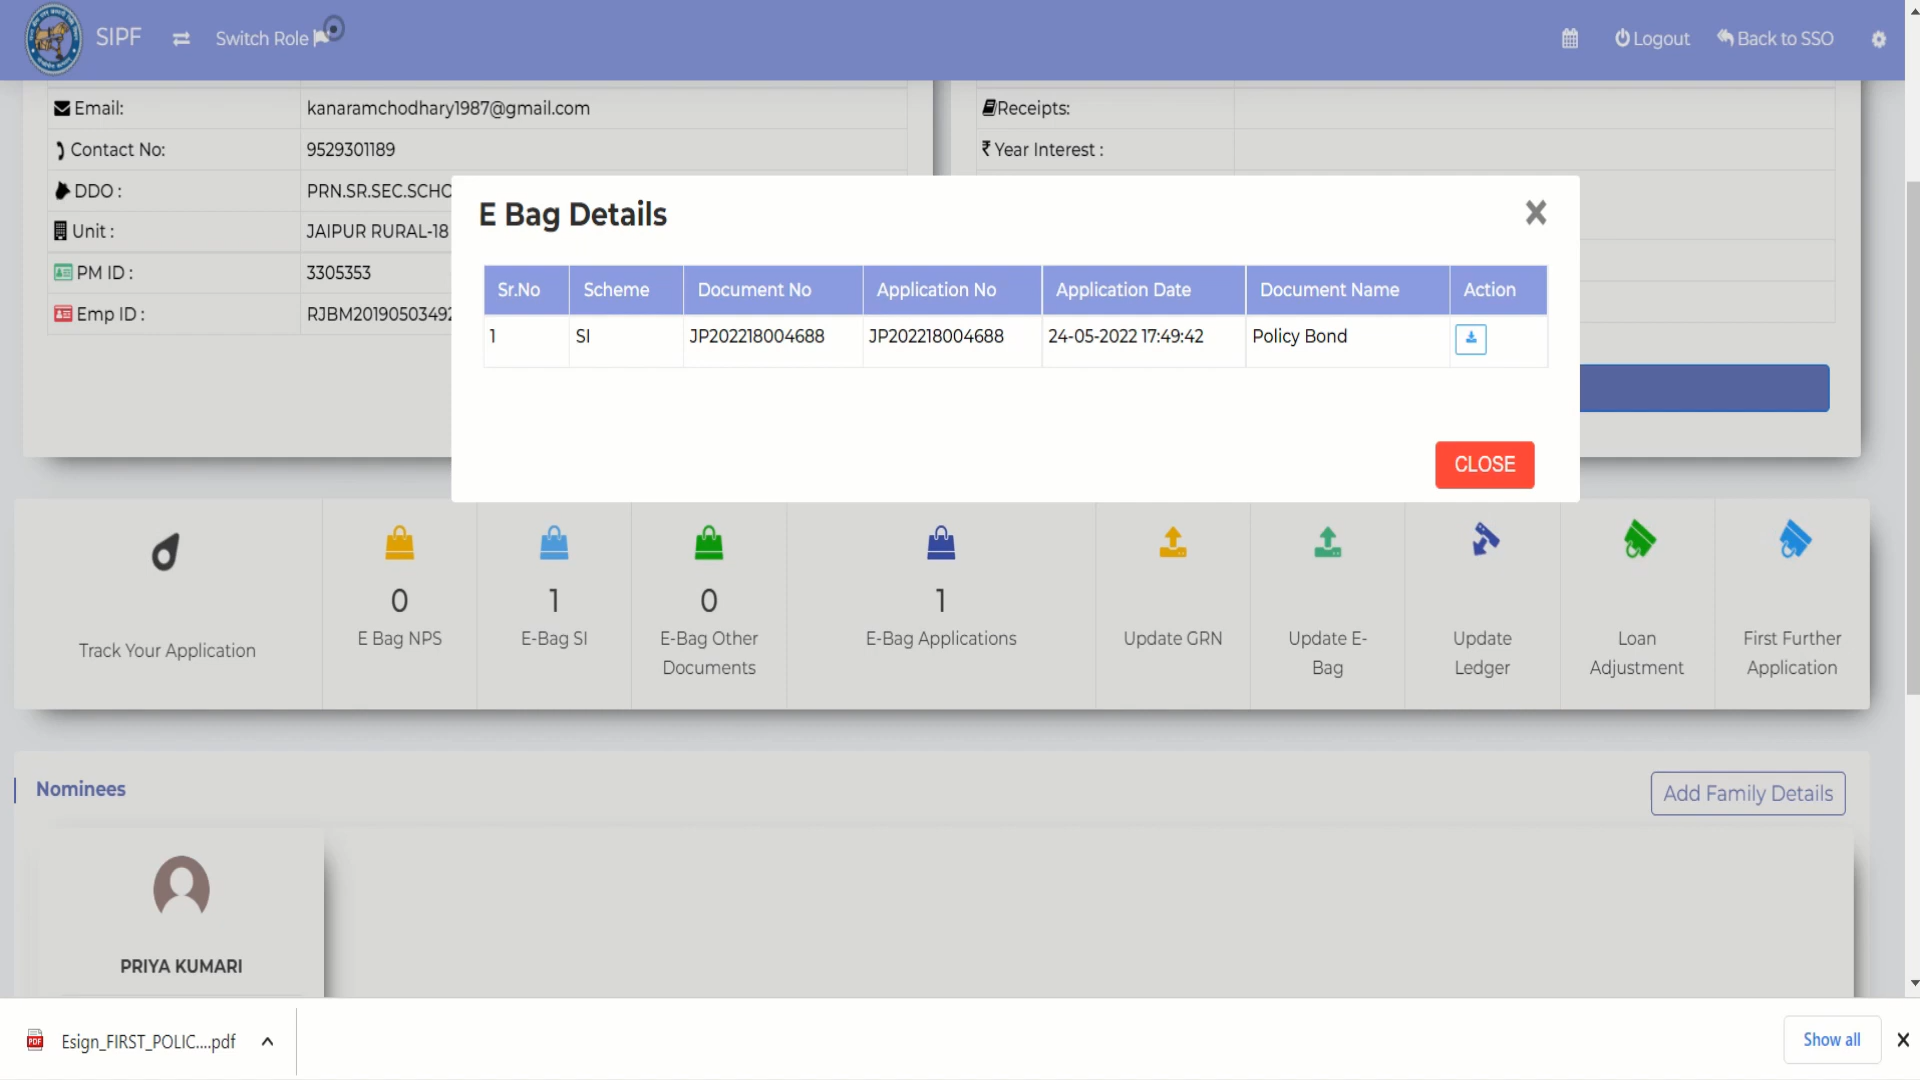 SIPF
Switch Role
Logout
Back to SSO
Email:
kanaramchodhary1987@gmail.com
Receipts:
Contact No:
9529301189
₹ Year Interest :
DDO :
PRN.SR.SEC.SCHO
Unit :
JAIPUR RURAL-18
PM ID :
3305353
Emp ID :
RJBM20190503492
E Bag Details
Sr.No Scheme Document No Application No Application Date Document Name Action
1 SI JP202218004688 JP202218004688 24-05-2022 17:49:42 Policy Bond
CLOSE
Track Your Application
0
E Bag NPS
1
E-Bag SI
0
E-Bag Other
Documents
1
E-Bag Applications
Update GRN
Update E-
Bag
Update
Ledger
Loan
Adjustment
First Further
Application
Nominees
Add Family Details
PRIYA KUMARI
PDF
Esign_FIRST_POLIC....pdf
Show all